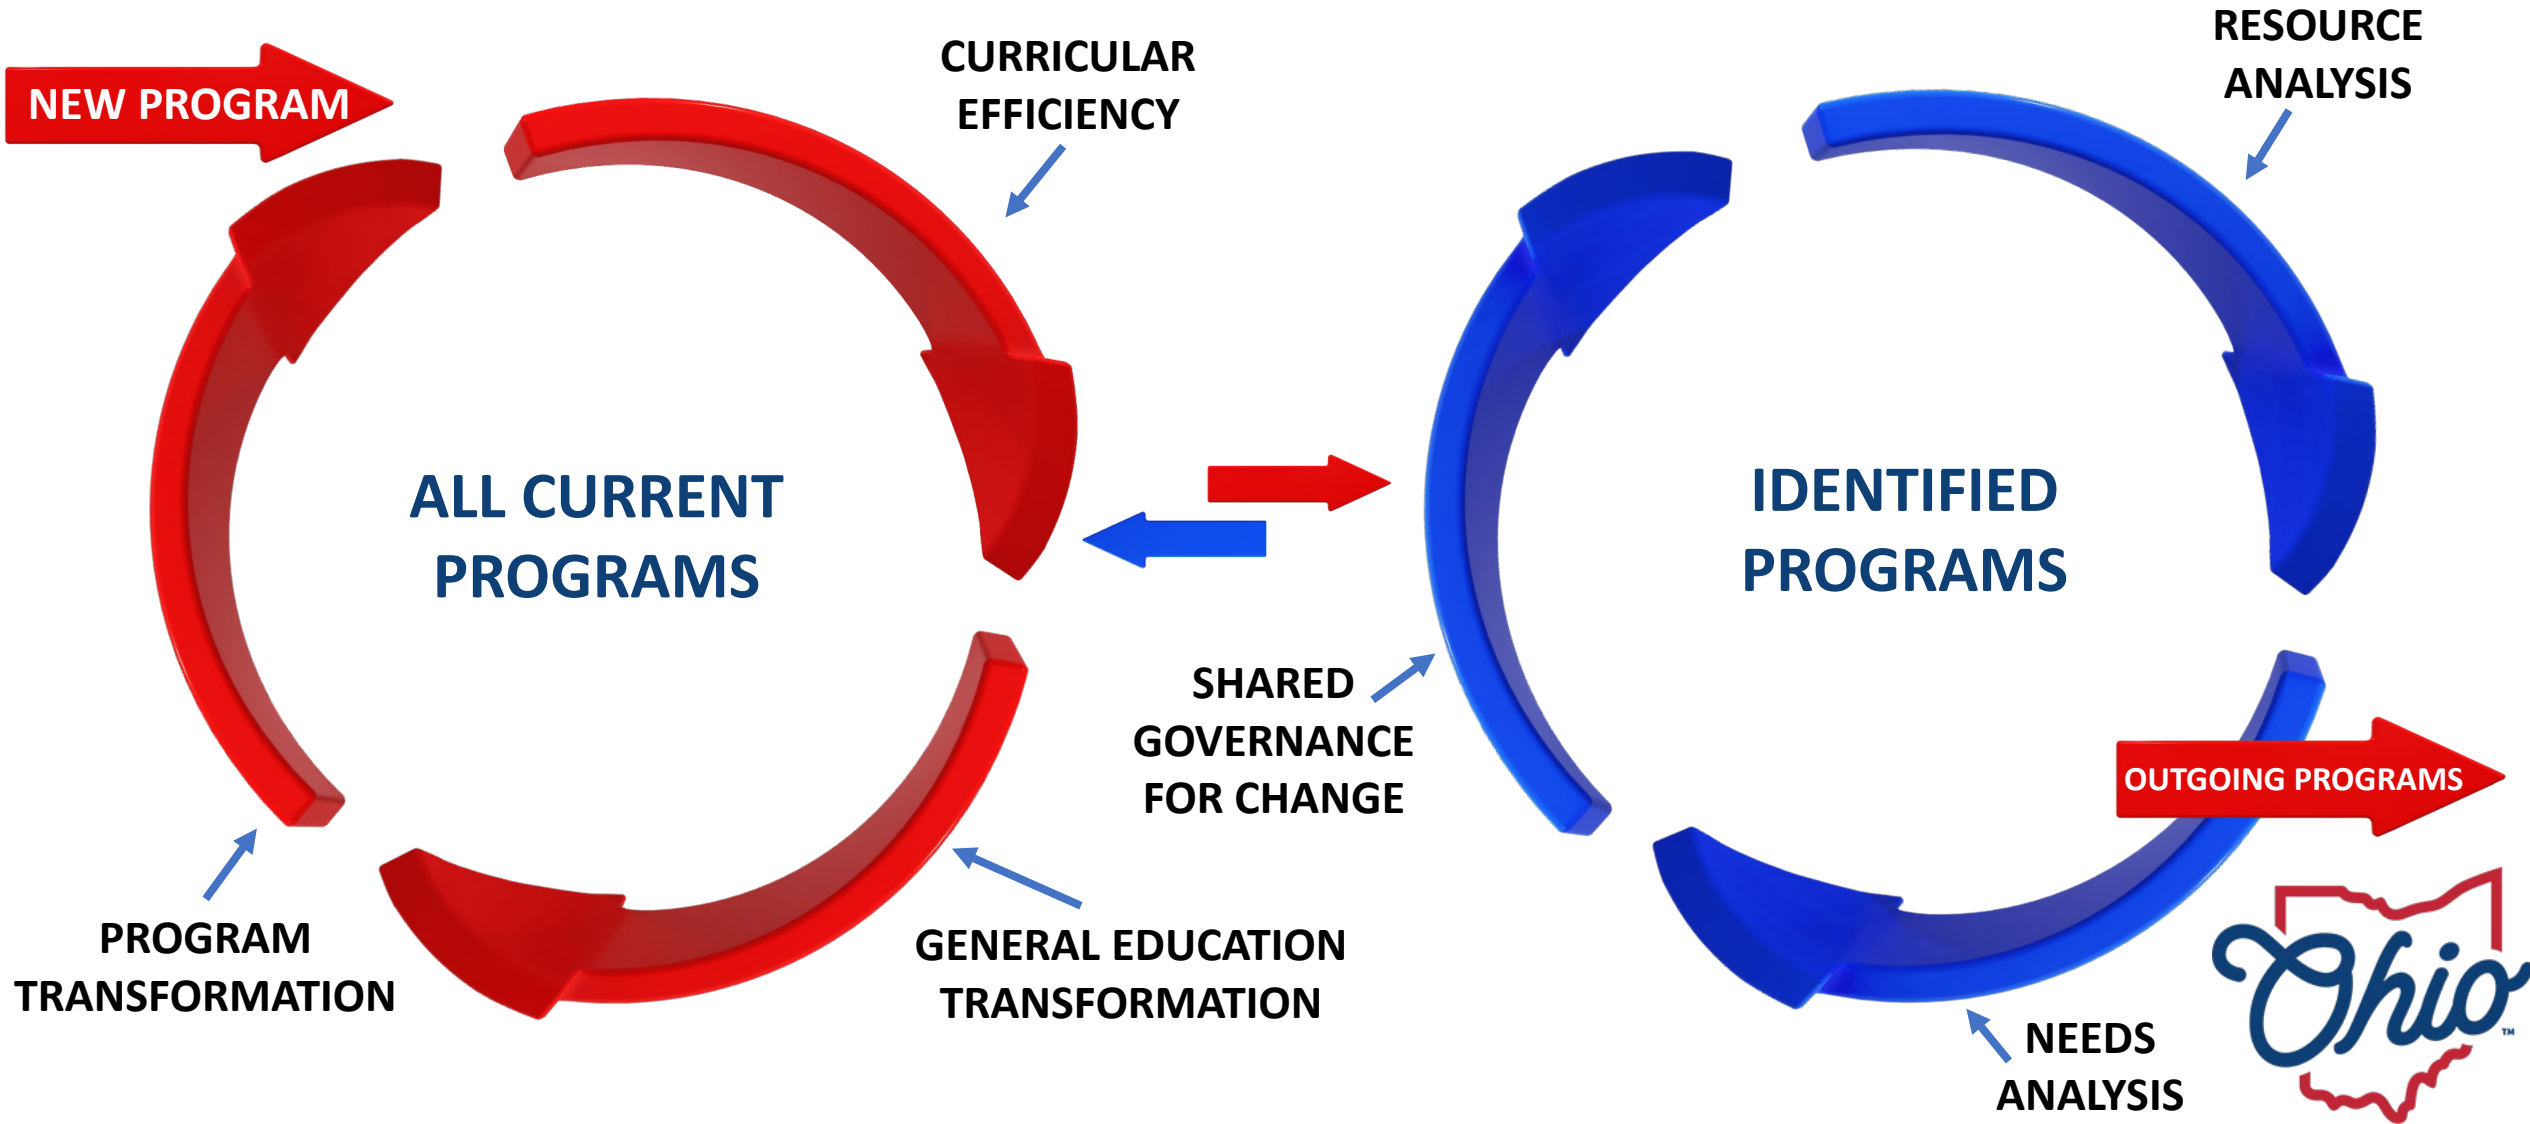 NEW PROGRAM
CURRICULAR
EFFICIENCY
ALL CURRENT
PROGRAMS
PROGRAM
TRANSFORMATION
GENERAL EDUCATION
TRANSFORMATION
RESOURCE
ANALYSIS
IDENTIFIED
PROGRAMS
SHARED
GOVERNANCE
FOR CHANGE
OUTGOING PROGRAMS
NEEDS
ANALYSIS
Ohio
TM